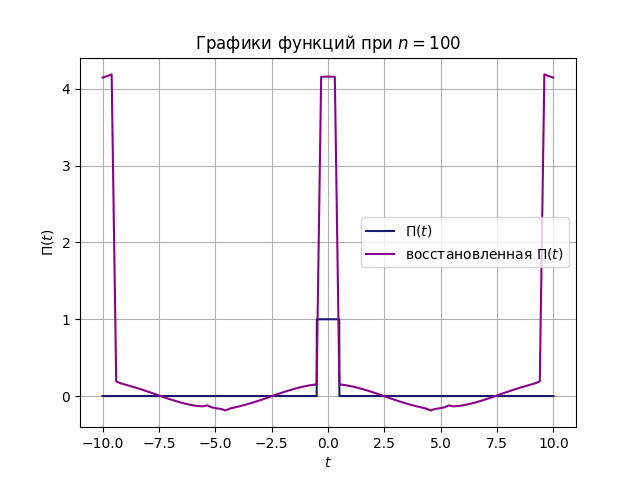 Графики функций при n = 100
Π(t)
4
3
2
1
0
Π(t)
восстановленная Π(t)
−10.0 −7.5 −5.0 −2.5 0.0 2.5 5.0 7.5 10.0
t